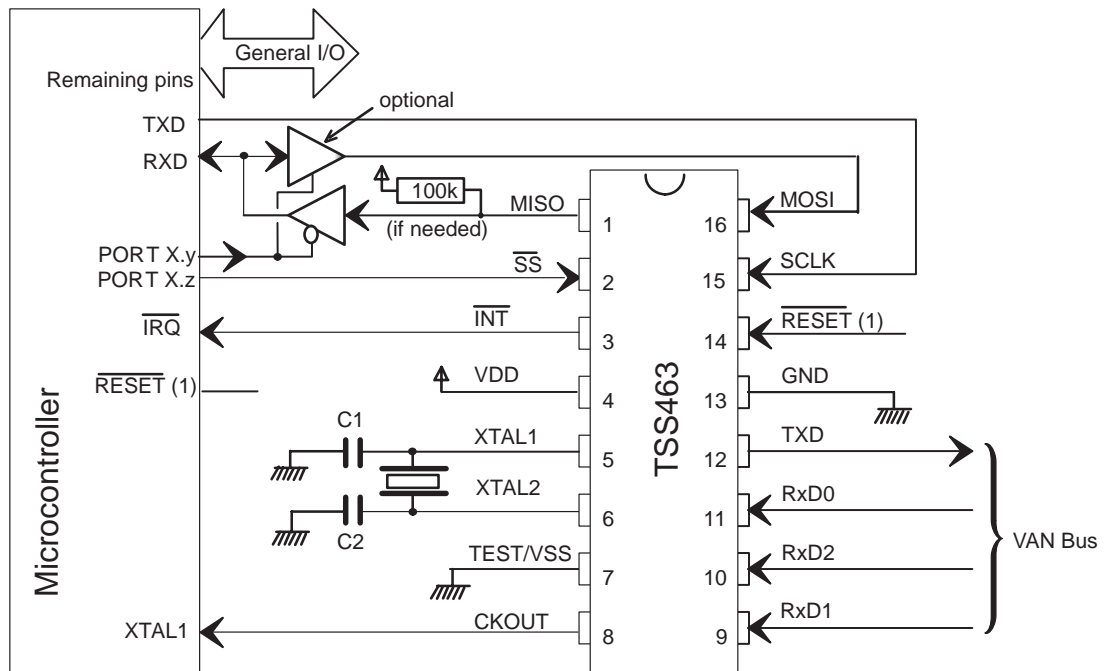 General I/O
Remaining pins
optional
TXD
RXD
100k
MISO
(if needed)
1
16
MOSI
PORT X.y
PORT X.z
SS
2
15
SCLK
IRQ
INT
3
14
RESET (1)
RESET (1)
VDD
4
13
GND
C1
XTAL1
5
12
TXD
XTAL2
6
11
RxD0
C2
VAN Bus
TEST/VSS
7
10
RxD2
XTAL1
CKOUT
8
9
RxD1
Microcontroller
TSS463